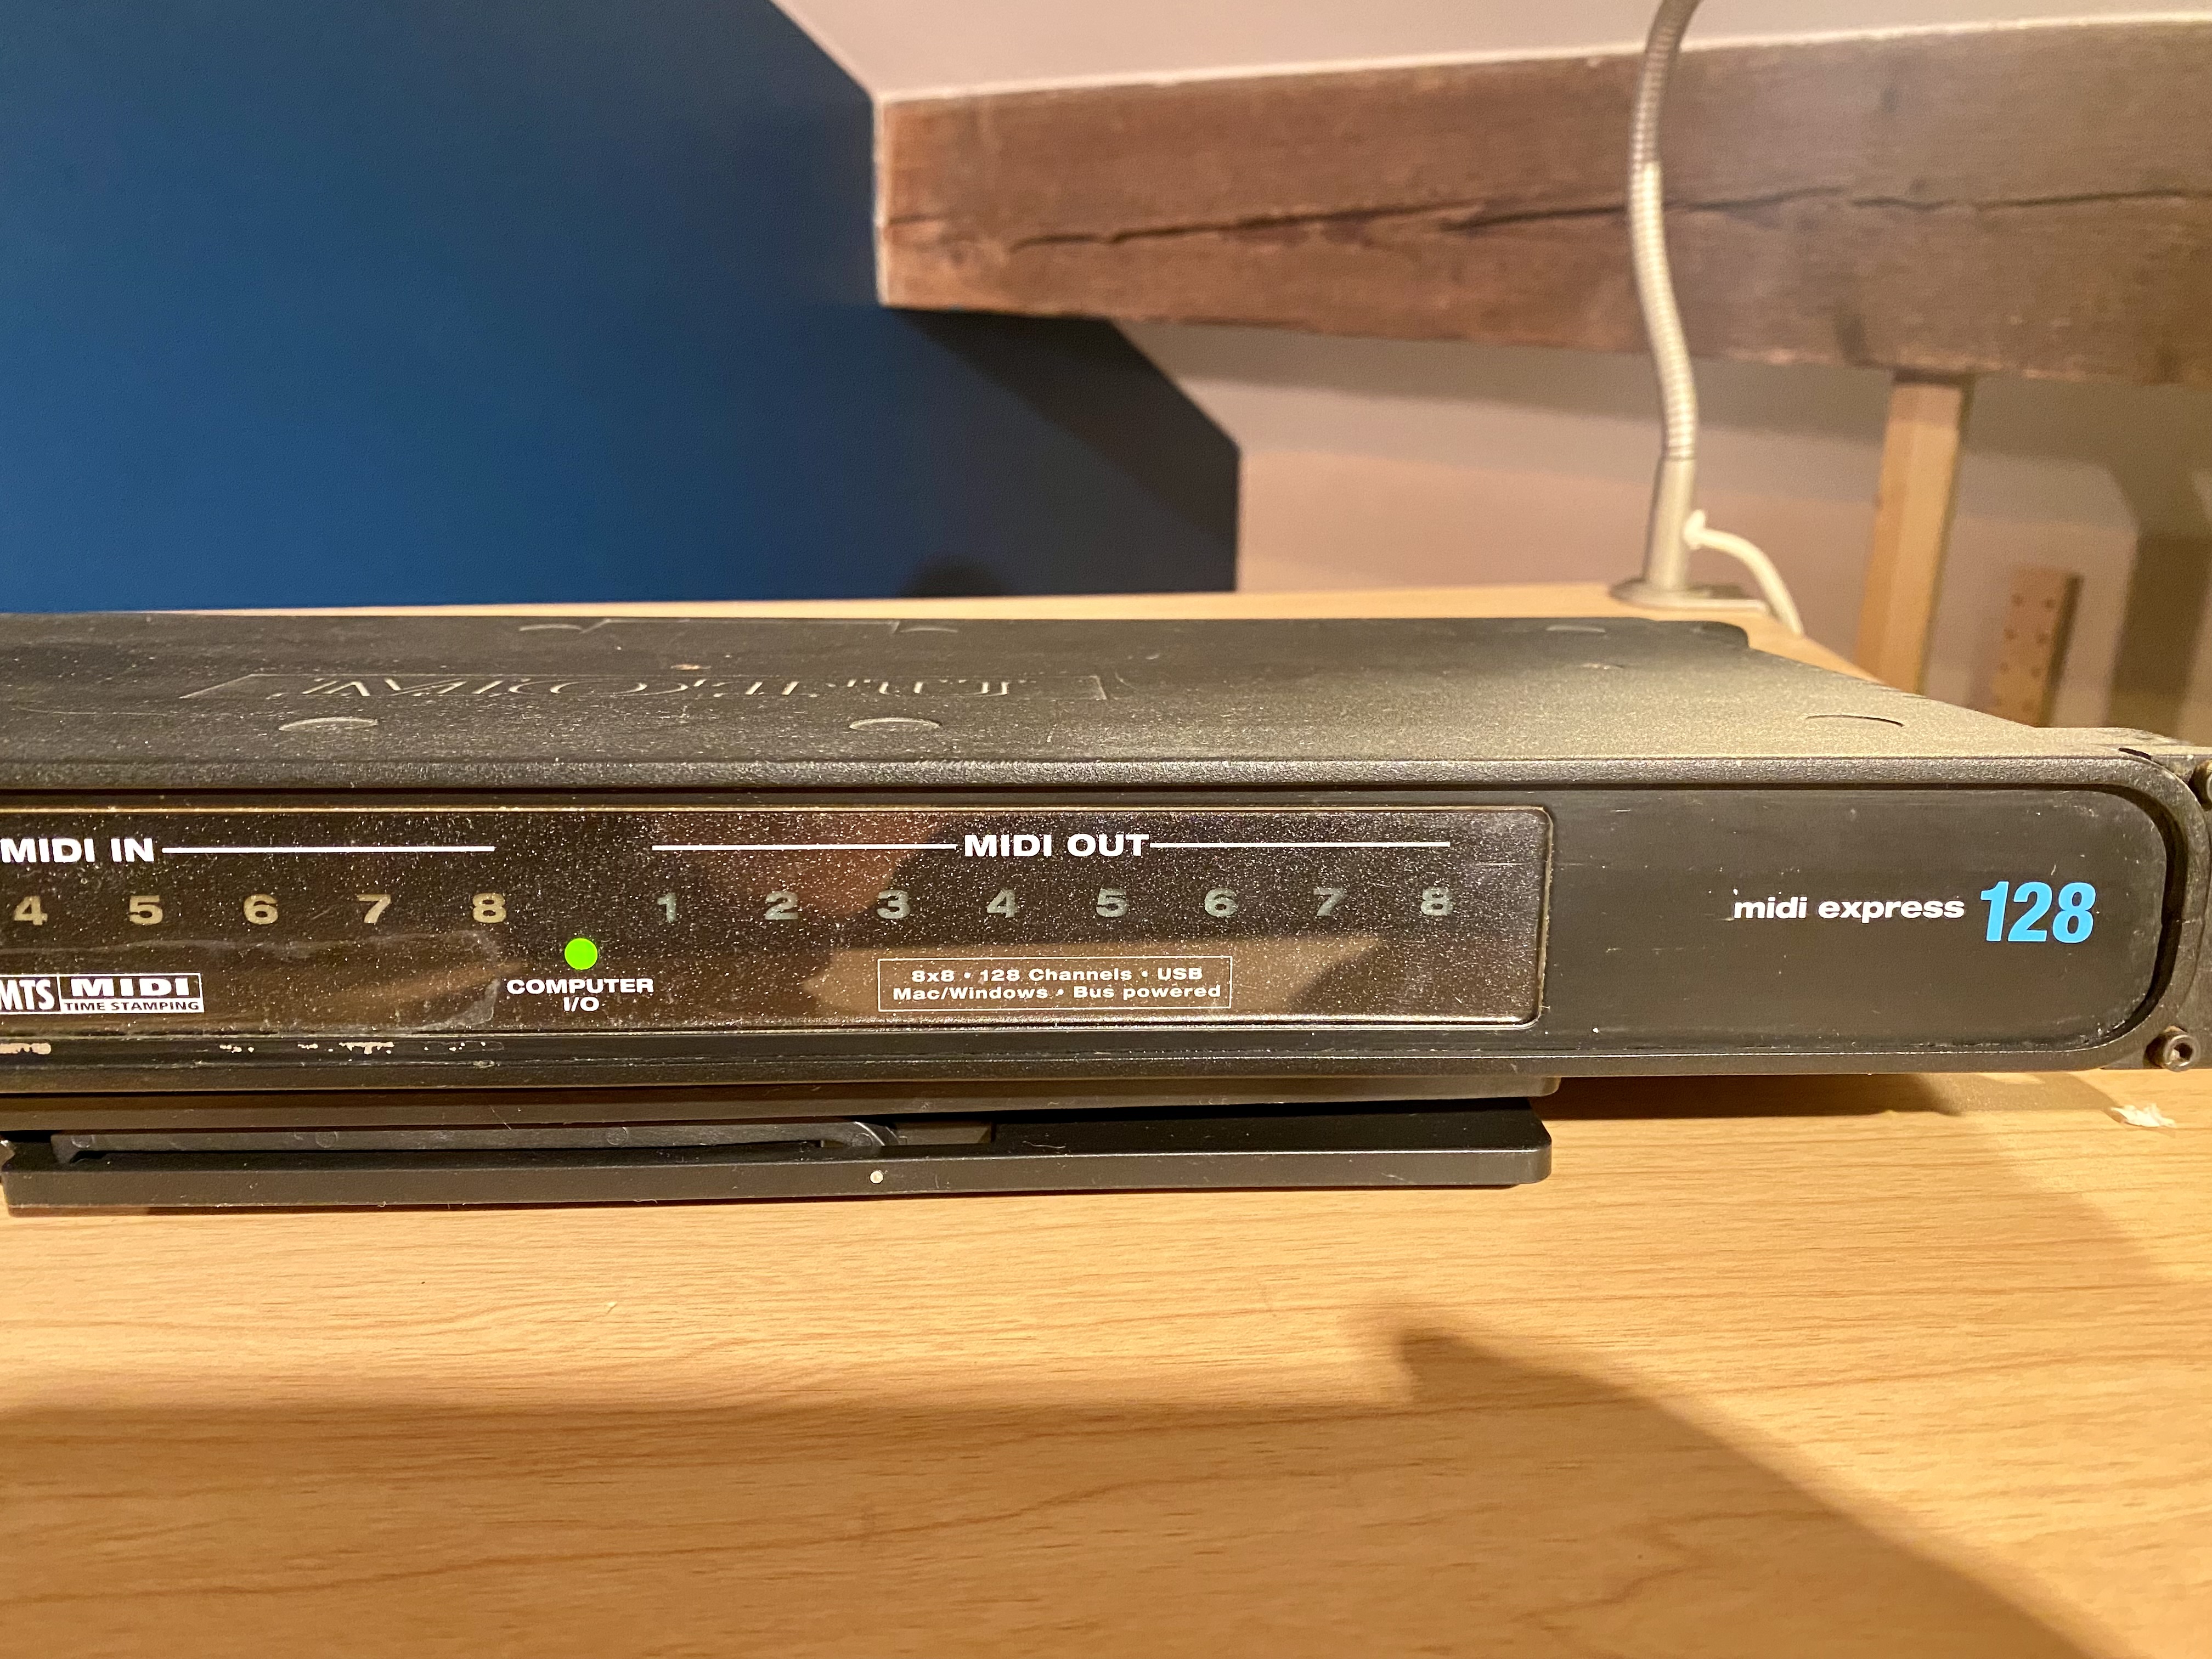 MIDI IN
4 5 6 7 8
MTS MIDI
TIME STAMPING
COMPUTER
I/O
MIDI OUT
1 2 3 4 5 6 7 8
8x8 • 128 Channels • USB
Mac/Windows • Bus powered
midi express 128